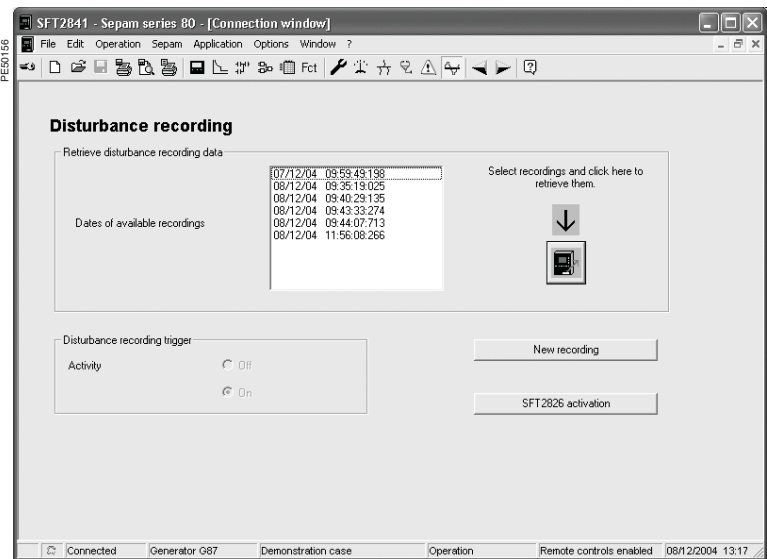 PE50156
SFT2841 - Sepam series 80 - [Connection window]
File Edit Operation Sepam Application Options Window ?
Fct
Disturbance recording
Retrieve disturbance recording data
Dates of available recordings
07/12/04 09:59:49:198
08/12/04 09:35:19:025
08/12/04 09:40:29:135
08/12/04 09:43:33:274
08/12/04 09:44:07:713
08/12/04 11:56:08:266
Select recordings and click here to
retrieve them.
Disturbance recording trigger
Activity
Off
On
New recording
SFT2826 activation
Connected Generator G87 Demonstration case Operation Remote controls enabled 08/12/2004 13:17